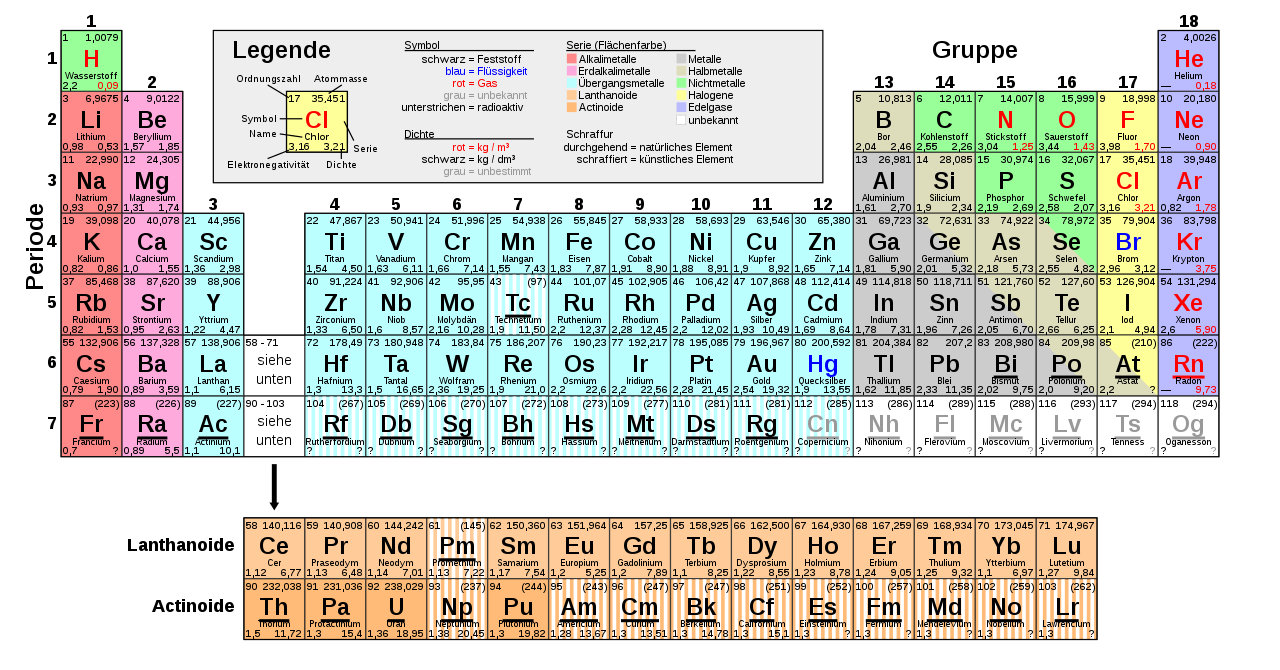 1
18
Legende
Ordnungszahl
Atommasse
17 35,451
Cl
Chlor
3,16 3,21
Symbol
Name
Elektronegativität
Dichte
Serie
Symbol
schwarz = Feststoff
blau = Flüssigkeit
rot = Gas
grau = unbekannt
unterstrichen = radioaktiv
Dichte
rot = kg / m³
schwarz = kg / dm³
grau = unbestimmt
Serie (Flächenfarbe)
Alkalimetalle
Erdalkalimetalle
Übergangsmetalle
Lanthanoide
Actinoide
Metalle
Halbmetalle
Nichtmetalle
Halogene
Edelgase
unbekannt
Schraffur
durchgehend = natürliches Element
schraffiert = künstliches Element
Gruppe
Periode
1 1,0079 2 4,0026
1 H He
Wasserstoff Helium
2,2 0,09 — 0,18
2 13 14 15 16 17
3 6,9675 4 9,0122 5 10,813 6 12,011 7 14,007 8 15,999 9 18,998 10 20,180
2 Li Be B C N O F Ne
Lithium Beryllium Bor Kohlenstoff Stickstoff Sauerstoff Fluor Neon
0,98 0,53 1,57 1,85 2,04 2,46 2,55 2,26 3,04 1,25 3,44 1,43 3,98 1,70 — 0,90
11 22,990 12 24,305 13 26,981 14 28,085 15 30,974 16 32,067 17 35,451 18 39,948
3 Na Mg Al Si P S Cl Ar
Natrium Magnesium Aluminium Silicium Phosphor Schwefel Chlor Argon
0,93 0,97 1,31 1,74 1,61 2,70 1,9 2,34 2,19 2,69 2,58 2,07 3,16 3,21 0,82 1,78
3 4 5 6 7 8 9 10 11 12
19 39,098 20 40,078 21 44,956 22 47,867 23 50,941 24 51,996 25 54,938 26 55,845 27 58,933 28 58,693 29 63,546 30 65,380 31 69,723 32 72,631 33 74,922 34 78,972 35 79,904 36 83,798
4 K Ca Sc Ti V Cr Mn Fe Co Ni Cu Zn Ga Ge As Se Br Kr
Kalium Calcium Scandium Titan Vanadium Chrom Mangan Eisen Cobalt Nickel Kupfer Zink Gallium Germanium Arsen Selen Brom Krypton
0,82 0,86 1,0 1,55 1,36 2,98 1,54 4,50 1,63 6,11 1,66 7,14 1,55 7,43 1,83 7,87 1,91 8,90 1,88 8,91 1,9 8,92 1,65 7,14 1,81 5,90 2,01 5,32 2,18 5,73 2,55 4,82 2,96 3,12 — 3,75
37 85,468 38 87,620 39 88,906 40 91,224 41 92,906 42 95,95 43 (97) 44 101,07 45 102,905 46 106,42 47 107,868 48 112,414 49 114,818 50 118,711 51 121,760 52 127,60 53 126,904 54 131,294
5 Rb Sr Y Zr Nb Mo Tc Ru Rh Pd Ag Cd In Sn Sb Te I Xe
Rubidium Strontium Yttrium Zirconium Niob Molybdän Technetium Ruthenium Rhodium Palladium Silber Cadmium Indium Zinn Antimon Tellur Iod Xenon
0,82 1,53 0,95 2,63 1,22 4,47 1,33 6,50 1,6 8,57 2,16 10,28 1,9 11,50 2,2 12,37 2,28 12,45 2,2 12,02 1,93 10,49 1,69 8,64 1,78 7,31 1,96 7,26 2,05 6,70 2,66 6,25 2,1 4,94 2,6 5,90
55 132,906 56 137,328 57 138,906 58 - 71 72 178,49 73 180,948 74 183,84 75 186,207 76 190,23 77 192,217 78 195,085 79 196,967 80 200,592 81 204,384 82 207,2 83 208,980 84 209,98 85 (210) 86 (222)
6 Cs Ba La siehe unten Hf Ta W Re Os Ir Pt Au Hg Tl Pb Bi Po At Rn
Caesium Barium Lanthan Hafnium Tantal Wolfram Rhenium Osmium Iridium Platin Gold Quecksilber Thallium Blei Bismut Polonium Astat Radon
0,79 1,90 0,89 3,59 1,1 6,15 1,3 13,3 1,5 16,65 2,36 19,25 1,9 21,0 2,2 22,6 2,2 22,56 2,28 21,45 2,54 19,32 1,9 13,55 1,62 11,85 2,33 11,35 2,02 9,75 2,0 9,20 2,2 ? — 9,73
87 (223) 88 (226) 89 (227) 90 - 103 104 (267) 105 (269) 106 (270) 107 (272) 108 (273) 109 (277) 110 (281) 111 (281) 112 (285) 113 (286) 114 (289) 115 (288) 116 (293) 117 (294) 118 (294)
7 Fr Ra Ac siehe unten Rf Db Sg Bh Hs Mt Ds Rg Cn Nh Fl Mc Lv Ts Og
Francium Radium Actinium Rutherfordium Dubnium Seaborgium Bohrium Hassium Meitnerium Darmstadtium Roentgenium Copernicium Nihonium Flerovium Moscovium Livermorium Tenness Oganesson
0,7 ? 0,89 5,5 1,1 10,1 ? ? ? ? ? ? ? ? ? ? ? ? ? ? ? ? ? ? ? ? ? ? ? ? ? ?
58 140,116 59 140,908 60 144,242 61 (145) 62 150,360 63 151,964 64 157,25 65 158,925 66 162,500 67 164,930 68 167,259 69 168,934 70 173,045 71 174,967
Lanthanoide Ce Pr Nd Pm Sm Eu Gd Tb Dy Ho Er Tm Yb Lu
Cer Praseodym Neodym Promethium Samarium Europium Gadolinium Terbium Dysprosium Holmium Erbium Thulium Ytterbium Lutetium
1,12 6,77 1,13 6,48 1,14 7,01 1,13 7,22 1,17 7,54 1,2 5,25 1,2 7,89 1,1 8,25 1,22 8,55 1,23 8,78 1,24 9,05 1,25 9,32 1,1 6,97 1,27 9,84
90 232,038 91 231,036 92 238,029 93 (237) 94 (244) 95 (243) 96 (247) 97 (247) 98 (251) 99 (252) 100 (257) 101 (258) 102 (259) 103 (262)
Actinoide Th Pa U Np Pu Am Cm Bk Cf Es Fm Md No Lr
Thorium Protactinium Uran Neptunium Plutonium Americium Curium Berkelium Californium Einsteinium Fermium Mendelevium Nobelium Lawrencium
1,5 11,72 1,3 15,4 1,36 18,95 1,38 20,45 1,3 19,82 1,28 13,67 1,3 13,51 1,3 14,78 1,3 15,1 1,3 ? 1,3 ? 1,3 ? 1,3 ? 1,3 ?